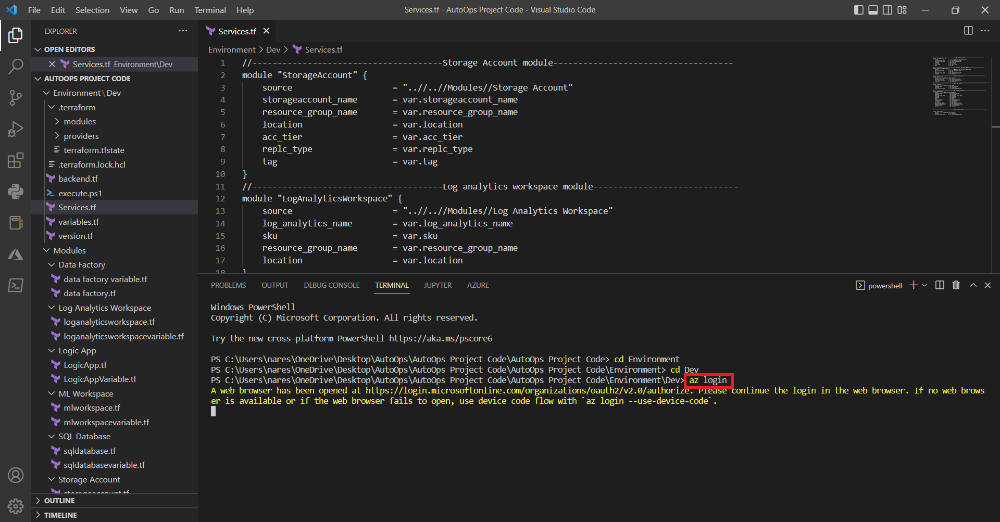 File Edit Selection View Go Run Terminal Help
Services.tf - AutoOps Project Code - Visual Studio Code
EXPLORER
OPEN EDITORS
Services.tf Environment\Dev
AUTOOPS PROJECT CODE
Environment \ Dev
.terraform
modules
providers
terraform.tfstate
.terraform.lock.hcl
backend.tf
execute.ps1
Services.tf
variables.tf
version.tf
Modules
Data Factory
data factory variable.tf
data factory.tf
Log Analytics Workspace
loganalyticsworkspace.tf
loganalyticsworkspacevariable.tf
Logic App
LogicApp.tf
LogicAppVariable.tf
ML Workspace
mlworkspace.tf
mlworkspacevariable.tf
SQL Database
sqldatabase.tf
sqldatabasevariable.tf
Storage Account
storageaccount.tf
OUTLINE
TIMELINE
Services.tf
Environment > Dev > Services.tf
1 //--------------------------------------Storage Account module------------------------------------
2 module "StorageAccount" {
3 source = "..//..//Modules//Storage Account"
4 storageaccount_name = var.storageaccount_name
5 resource_group_name = var.resource_group_name
6 location = var.location
7 acc_tier = var.acc_tier
8 replc_type = var.replc_type
9 tag = var.tag
10 }
11 //--------------------------------------Log analytics workspace module-----------------------------
12 module "LogAnalyticsWorkspace" {
13 source = "..//..//Modules//Log Analytics Workspace"
14 log_analytics_name = var.log_analytics_name
15 sku = var.sku
16 resource_group_name = var.resource_group_name
17 location = var.location
18 }
PROBLEMS OUTPUT DEBUG CONSOLE TERMINAL JUPYTER AZURE
powershell
Windows PowerShell
Copyright (C) Microsoft Corporation. All rights reserved.
Try the new cross-platform PowerShell https://aka.ms/pscore6
PS C:\Users\nares\OneDrive\Desktop\AutoOps\AutoOps Project Code\AutoOps Project Code> cd Environment
PS C:\Users\nares\OneDrive\Desktop\AutoOps\AutoOps Project Code\AutoOps Project Code\Environment> cd Dev
PS C:\Users\nares\OneDrive\Desktop\AutoOps\AutoOps Project Code\AutoOps Project Code\Environment\Dev> az login
A web browser has been opened at https://login.microsoftonline.com/organizations/oauth2/v2.0/authorize. Please continue the login in the web browser. If no web brows
er is available or if the web browser fails to open, use device code flow with `az login --use-device-code`.